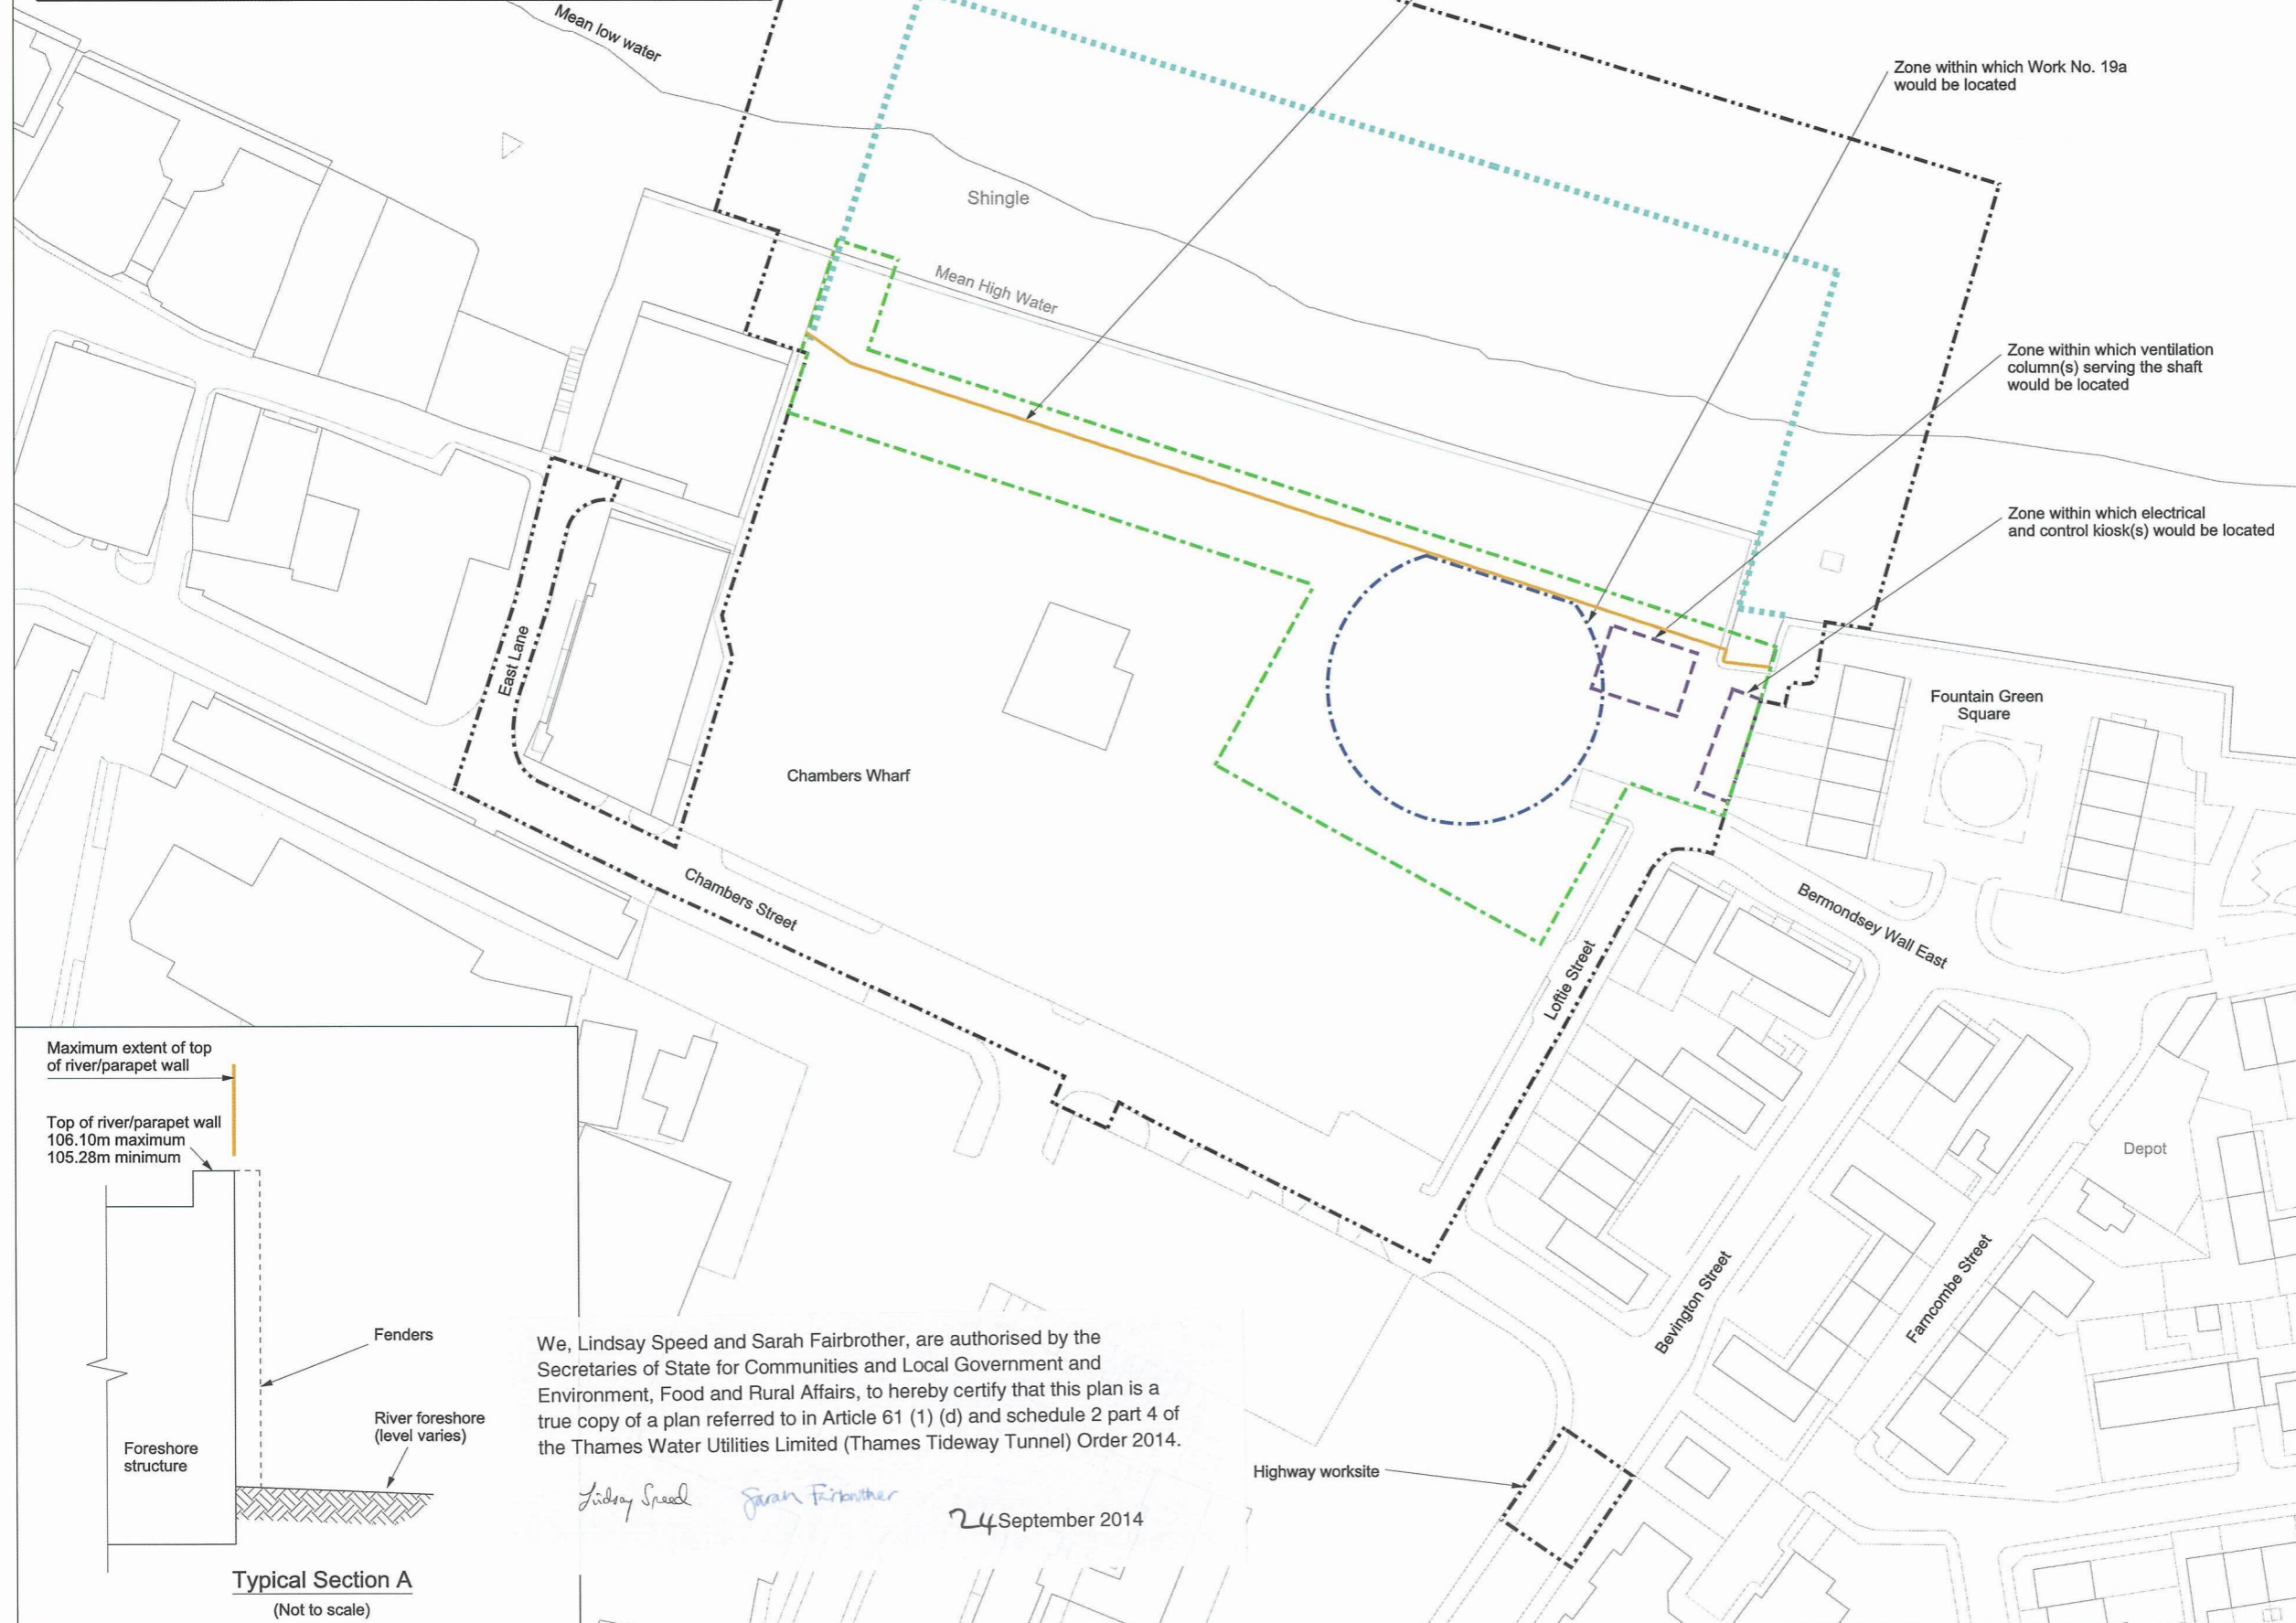 Mean low water
Zone within which Work No. 19a
would be located
Shingle
Mean High Water
Zone within which ventilation
column(s) serving the shaft
would be located
Zone within which electrical
and control kiosk(s) would be located
East Lane
Fountain Green
Square
Chambers Wharf
Chambers Street
Bermondsey Wall East
Loftie Street
Depot
Bevington Street
Farncombe Street
Highway worksite
Maximum extent of top
of river/parapet wall
Top of river/parapet wall
106.10m maximum
105.28m minimum
Fenders
River foreshore
(level varies)
Foreshore
structure
Typical Section A
(Not to scale)
We, Lindsay Speed and Sarah Fairbrother, are authorised by the
Secretaries of State for Communities and Local Government and
Environment, Food and Rural Affairs, to hereby certify that this plan is a
true copy of a plan referred to in Article 61 (1) (d) and schedule 2 part 4 of
the Thames Water Utilities Limited (Thames Tideway Tunnel) Order 2014.
Lindsay Speed
Sarah Fairbrother
24 September 2014